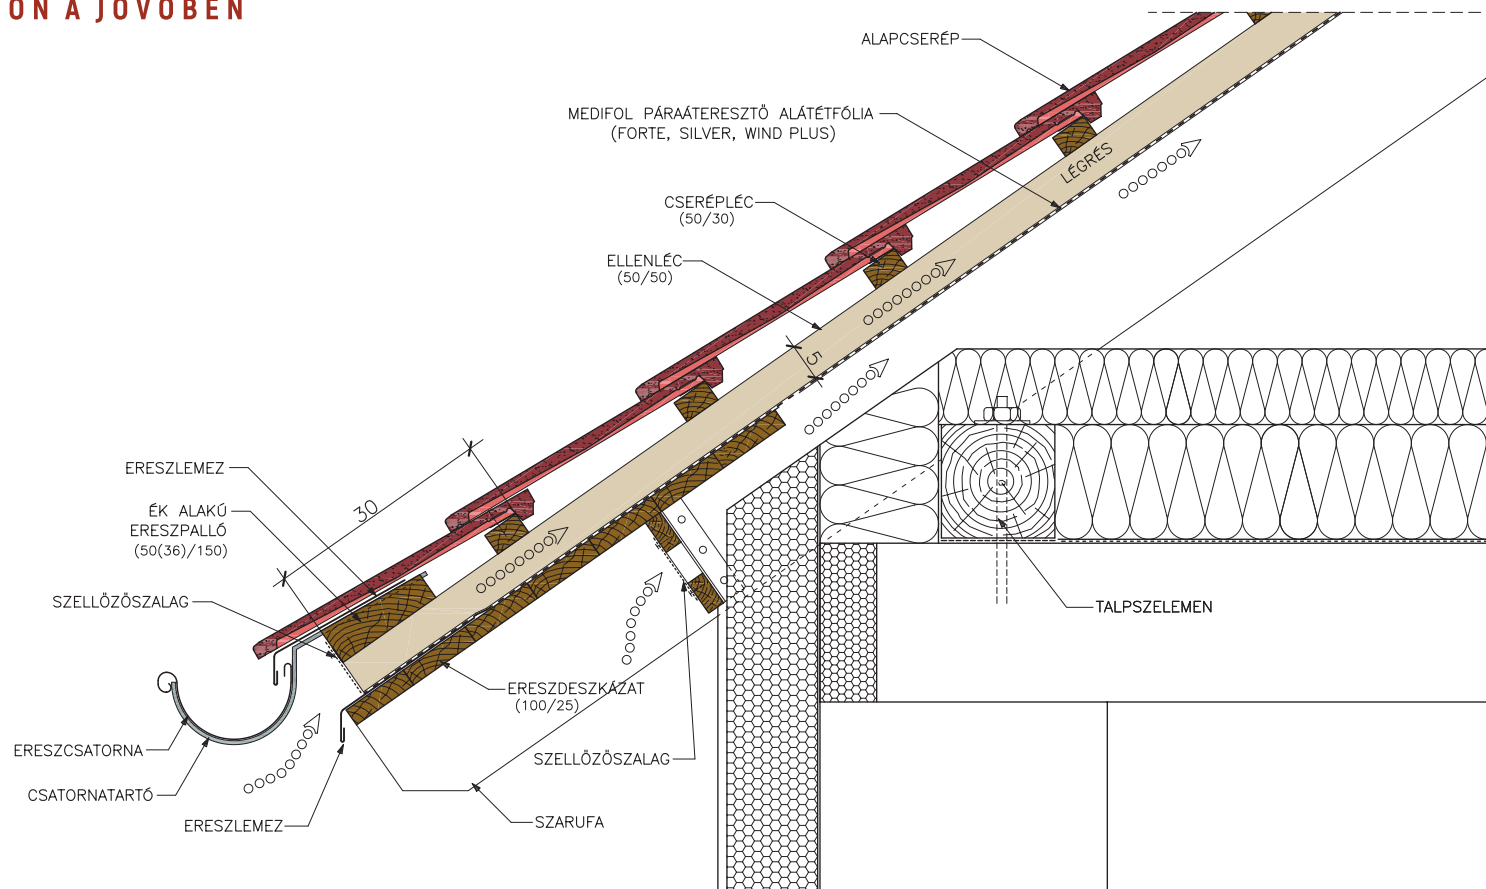 ON A JÖVŐBEN
ALAPCSERÉP
MEDIFOL PÁRAÁTERESZTŐ ALÁTÉTFÓLIA
(FORTE, SILVER, WIND PLUS)
LÉGRÉS
CSERÉPLÉC
(50/30)
ELLENLÉC
(50/50)
5
30
ERESZLEMEZ
ÉK ALAKÚ
ERESZPALLÓ
(50(36)/150)
SZELLŐZŐSZALAG
TALPSZELEMEN
ERESZDESZKÁZAT
(100/25)
ERESZCSATORNA
SZELLŐZŐSZALAG
CSATORNATARTÓ
ERESZLEMEZ
SZARUFA